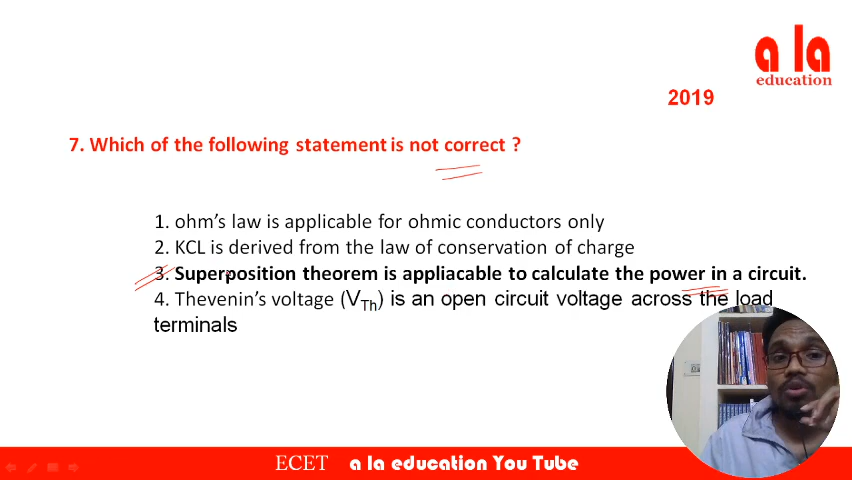 a la
education
2019
7. Which of the following statement is not correct ?
1. ohm's law is applicable for ohmic conductors only
2. KCL is derived from the law of conservation of charge
3. Superposition theorem is appliacable to calculate the power in a circuit.
4. Thevenin's voltage (VTh) is an open circuit voltage across the load
terminals
ECET a la education You Tube